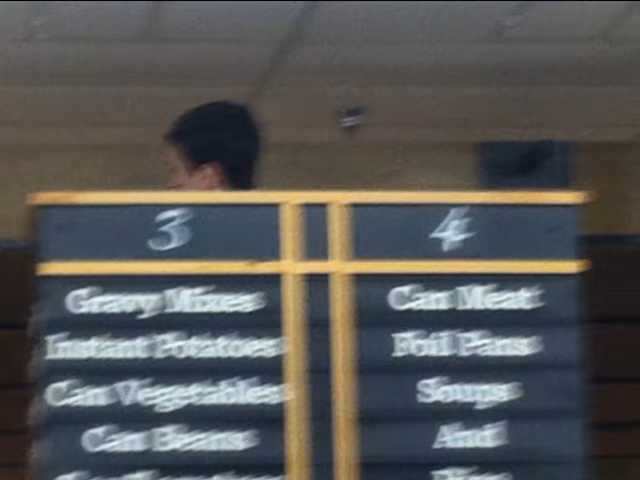 3
Gravy Mixes
Instant Potatoes
Can Vegetables
Can Beans
4
Can Meat
Foil Pans
Soups
And